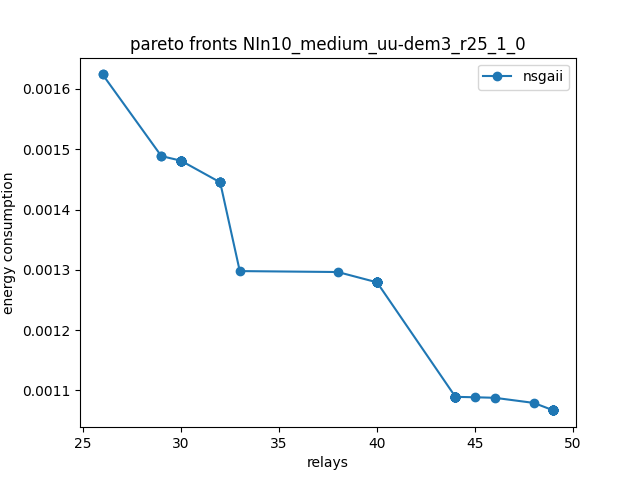 pareto fronts NIn10_medium_uu-dem3_r25_1_0
nsgaii
0.0016
0.0015
0.0014
0.0013
0.0012
0.0011
energy consumption
25 30 35 40 45 50
relays